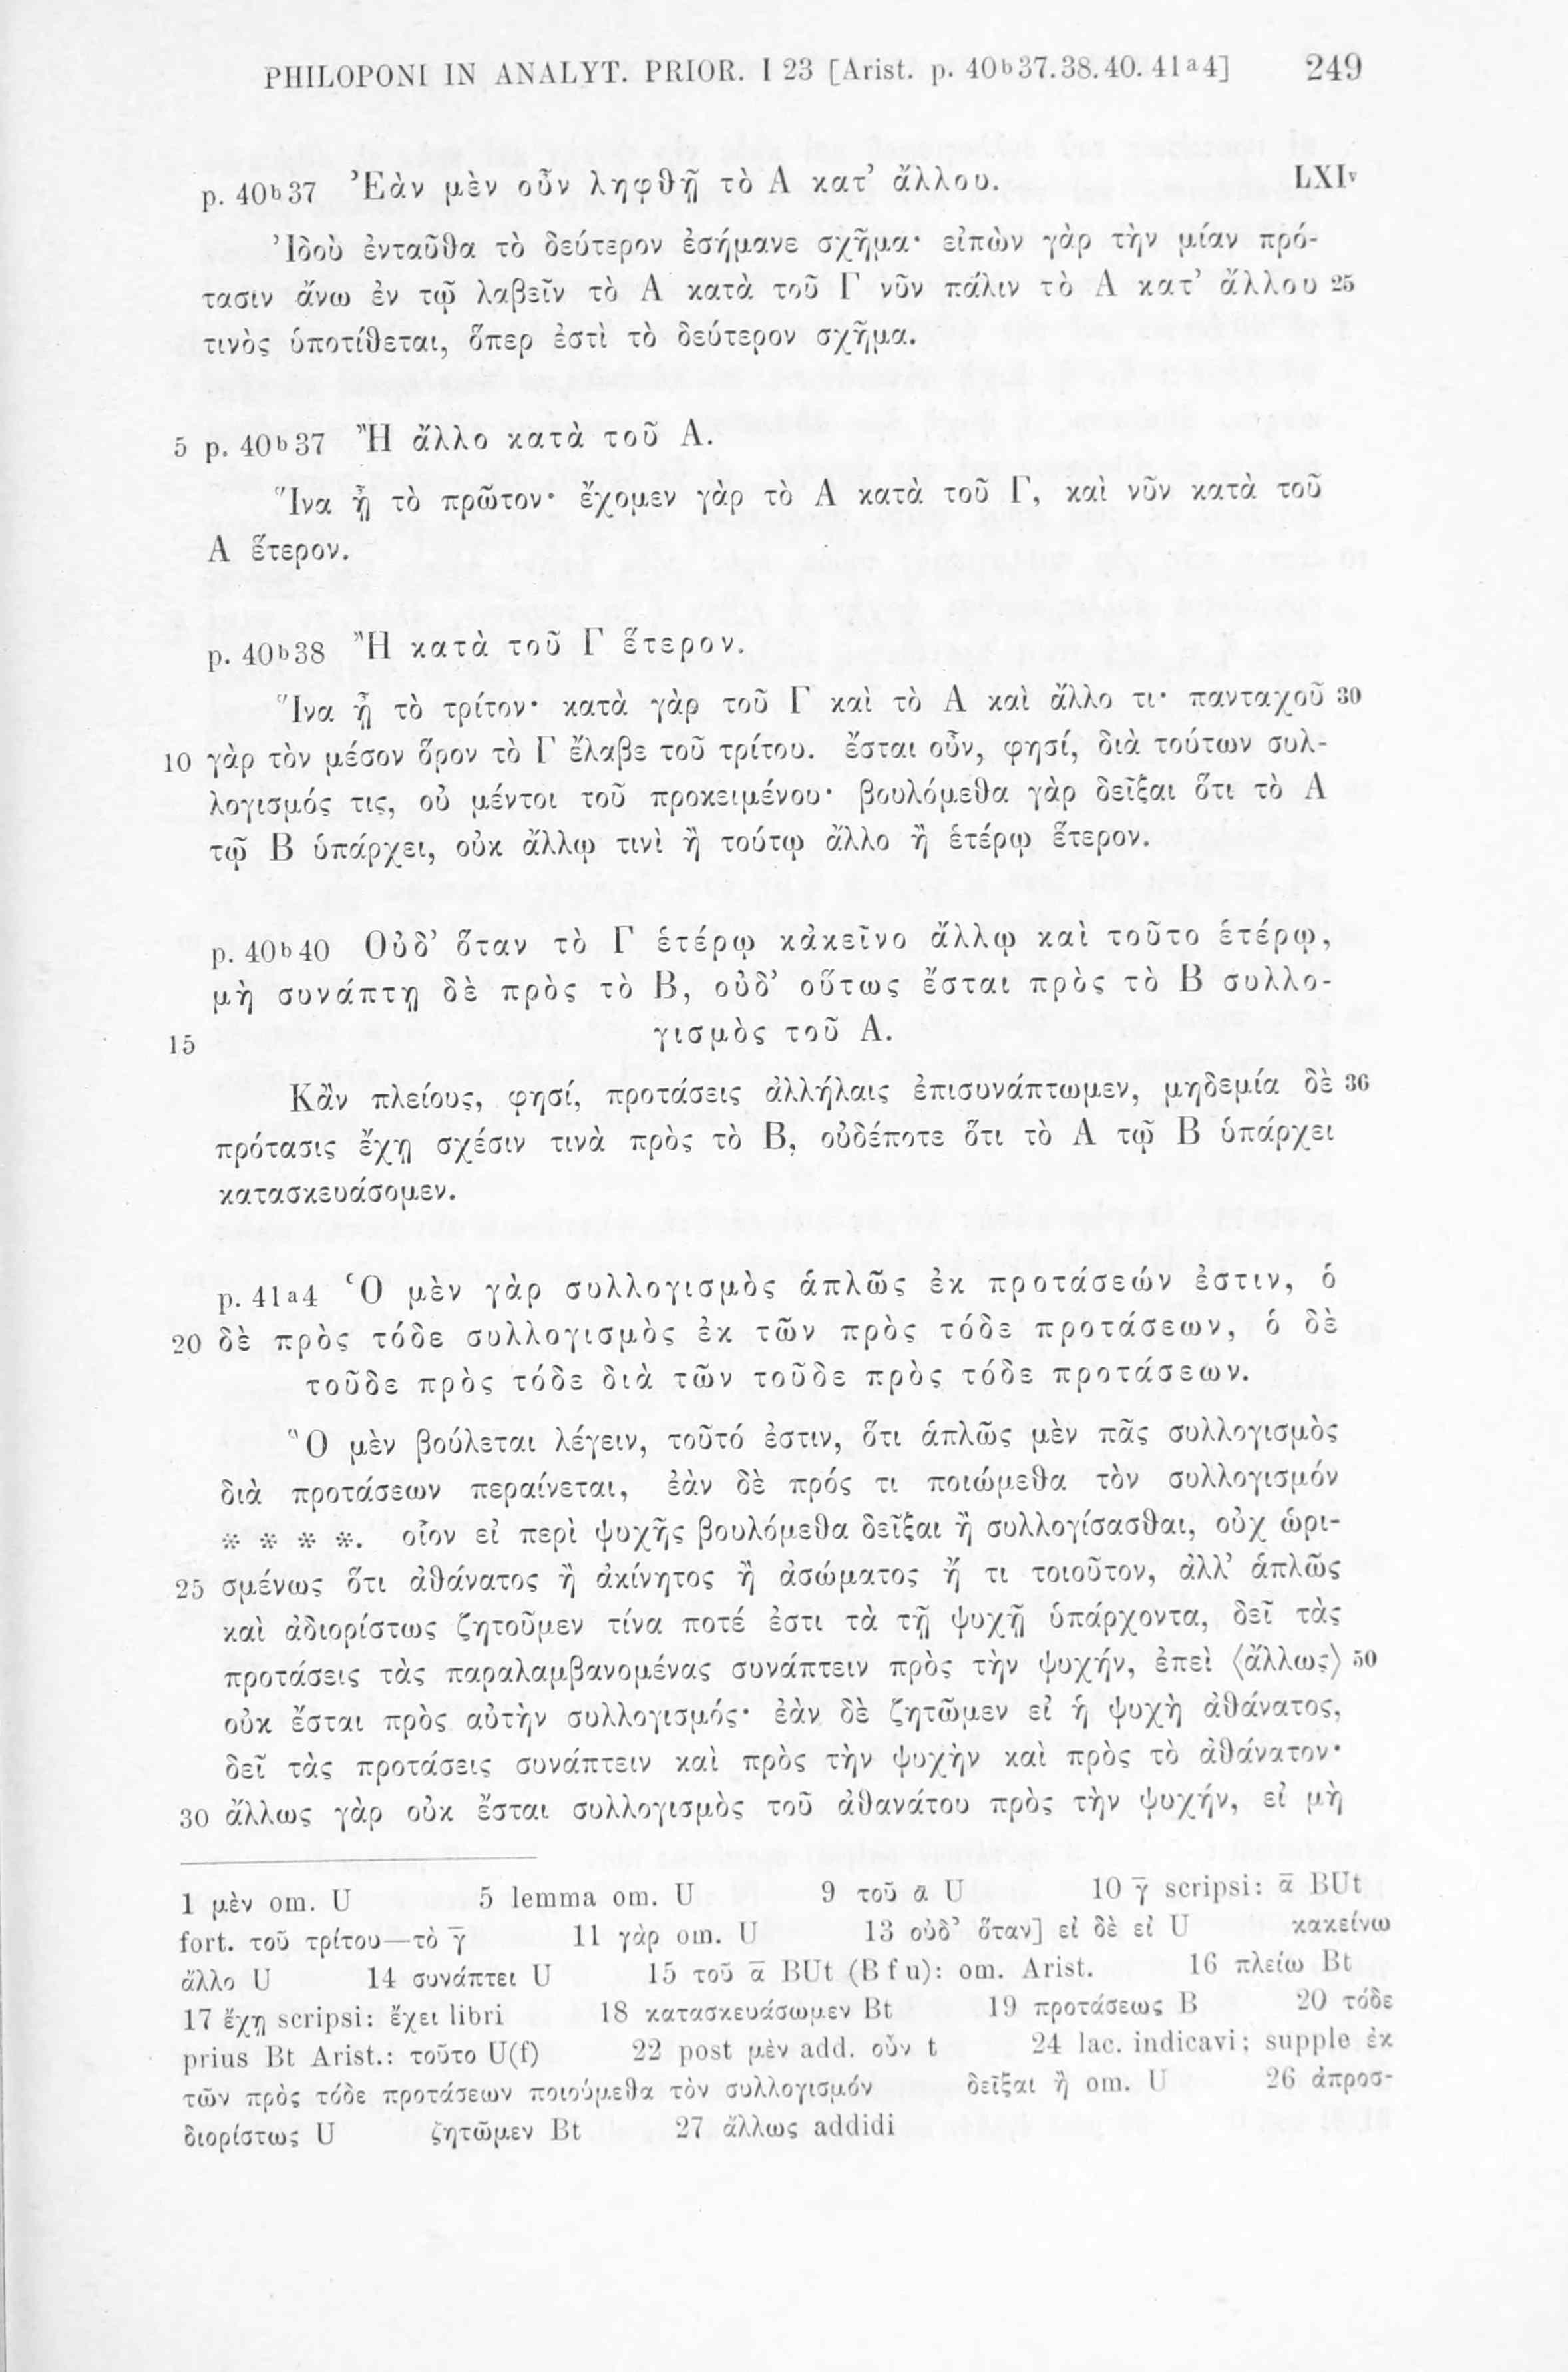 PHILOPONI IN ANALYT. PRIOR. I 23 [Arist. p. 40b37.38.40. 41a4] 249
p. 40b37 Ἐὰν μὲν οὖν ληφθῇ τὸ Α κατ’ ἄλλου. LXIv
Ἰδοὺ ἐνταῦθα τὸ δεύτερον ἐσήμανε σχῆμα· εἰπὼν γὰρ τὴν μίαν πρό-
τασιν ἄνω ἐν τῷ λαβεῖν τὸ Α κατὰ τοῦ Γ νῦν πάλιν τὸ Α κατ’ ἄλλου 25
τινὸς ὑποτίθεται, ὅπερ ἐστὶ τὸ δεύτερον σχῆμα.
5 p. 40b37 Ἢ ἄλλο κατὰ τοῦ Α.
Ἵνα ᾖ τὸ πρῶτον· ἔχομεν γὰρ τὸ Α κατὰ τοῦ Γ, καὶ νῦν κατὰ τοῦ
Α ἕτερον.
p. 40b38 Ἢ κατὰ τοῦ Γ ἕτερον.
Ἵνα ᾖ τὸ τρίτον· κατὰ γὰρ τοῦ Γ καὶ τὸ Α καὶ ἄλλο τι· πανταχοῦ 30
10 γὰρ τὸν μέσον ὅρον τὸ Γ ἔλαβε τοῦ τρίτου. ἔσται οὖν, φησί, διὰ τούτων συλ-
λογισμός τις, οὐ μέντοι τοῦ προκειμένου· βουλόμεθα γὰρ δεῖξαι ὅτι τὸ Α
τῷ Β ὑπάρχει, οὐκ ἄλλῳ τινὶ ἢ τούτῳ ἄλλο ἢ ἑτέρῳ ἕτερον.
p. 40b40 Οὐδ’ ὅταν τὸ Γ ἑτέρῳ κἀκεῖνο ἄλλῳ καὶ τοῦτο ἑτέρῳ,
μὴ συνάπτῃ δὲ πρὸς τὸ Β, οὐδ’ οὕτως ἔσται πρὸς τὸ Β συλλο-
15 γισμὸς τοῦ Α.
Κἂν πλείους, φησί, προτάσεις ἀλλήλαις ἐπισυνάπτωμεν, μηδεμία δὲ 36
πρότασις ἔχῃ σχέσιν τινὰ πρὸς τὸ Β, οὐδέποτε ὅτι τὸ Α τῷ Β ὑπάρχει
κατασκευάσομεν.
p. 41a4 Ὁ μὲν γὰρ συλλογισμὸς ἁπλῶς ἐκ προτάσεών ἐστιν, ὁ
20 δὲ πρὸς τόδε συλλογισμὸς ἐκ τῶν πρὸς τόδε προτάσεων, ὁ δὲ
τοῦδε πρὸς τόδε διὰ τῶν τοῦδε πρὸς τόδε προτάσεων.
Ὃ μὲν βούλεται λέγειν, τοῦτό ἐστιν, ὅτι ἁπλῶς μὲν πᾶς συλλογισμὸς
διὰ προτάσεων περαίνεται, ἐὰν δὲ πρός τι ποιώμεθα τὸν συλλογισμόν
* * * *. οἷον εἰ περὶ ψυχῆς βουλόμεθα δεῖξαι ἢ συλλογίσασθαι, οὐχ ὡρι-
25 σμένως ὅτι ἀθάνατος ἢ ἀκίνητος ἢ ἀσώματος ἤ τι τοιοῦτον, ἀλλ’ ἁπλῶς
καὶ ἀδιορίστως ζητοῦμεν τίνα ποτέ ἐστι τὰ τῇ ψυχῇ ὑπάρχοντα, δεῖ τὰς
προτάσεις τὰς παραλαμβανομένας συνάπτειν πρὸς τὴν ψυχήν, ἐπεὶ ⟨ἄλλως⟩ 50
οὐκ ἔσται πρὸς αὐτὴν συλλογισμός· ἐὰν δὲ ζητῶμεν εἰ ἡ ψυχὴ ἀθάνατος,
δεῖ τὰς προτάσεις συνάπτειν καὶ πρὸς τὴν ψυχὴν καὶ πρὸς τὸ ἀθάνατον·
30 ἄλλως γὰρ οὐκ ἔσται συλλογισμὸς τοῦ ἀθανάτου πρὸς τὴν ψυχήν, εἰ μὴ
1 μὲν om. U 5 lemma om. U 9 τοῦ α U 10 γ̄ scripsi: ᾱ BUt
fort. τοῦ τρίτου—τὸ γ̄ 11 γὰρ om. U 13 οὐδ’ ὅταν] εἰ δὲ εἰ U κακείνω
ἄλλο U 14 συνάπτει U 15 τοῦ ᾱ BUt (B f u): om. Arist. 16 πλείω Bt
17 ἔχῃ scripsi: ἔχει libri 18 κατασκευάσωμεν Bt 19 προτάσεως B 20 τόδε
prius Bt Arist.: τοῦτο U(f) 22 post μὲν add. οὖν t 24 lac. indicavi; supple ἐκ
τῶν πρὸς τόδε προτάσεων ποιούμεθα τὸν συλλογισμόν δεῖξαι ἢ om. U 26 ἀπροσ-
διορίστως U ζητῶμεν Bt 27 ἄλλως addidi